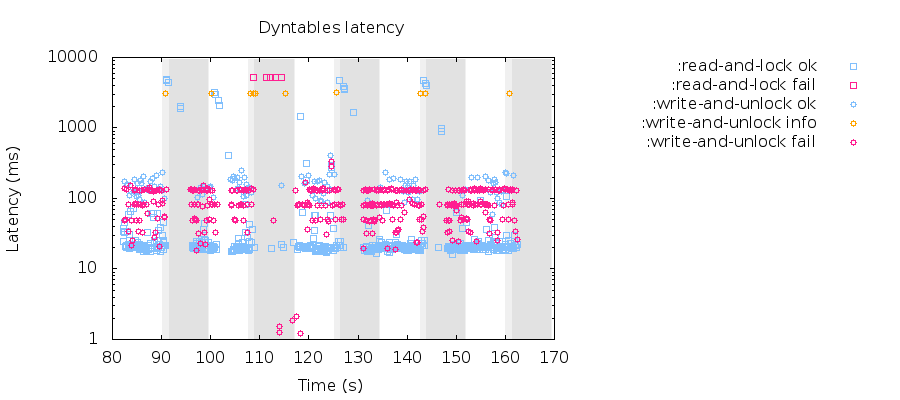 Dyntables latency
10000
1000
100
10
1
80 90 100 110 120 130 140 150 160 170
Latency (ms)
Time (s)
:read-and-lock ok
:read-and-lock fail
:write-and-unlock ok
:write-and-unlock info
:write-and-unlock fail